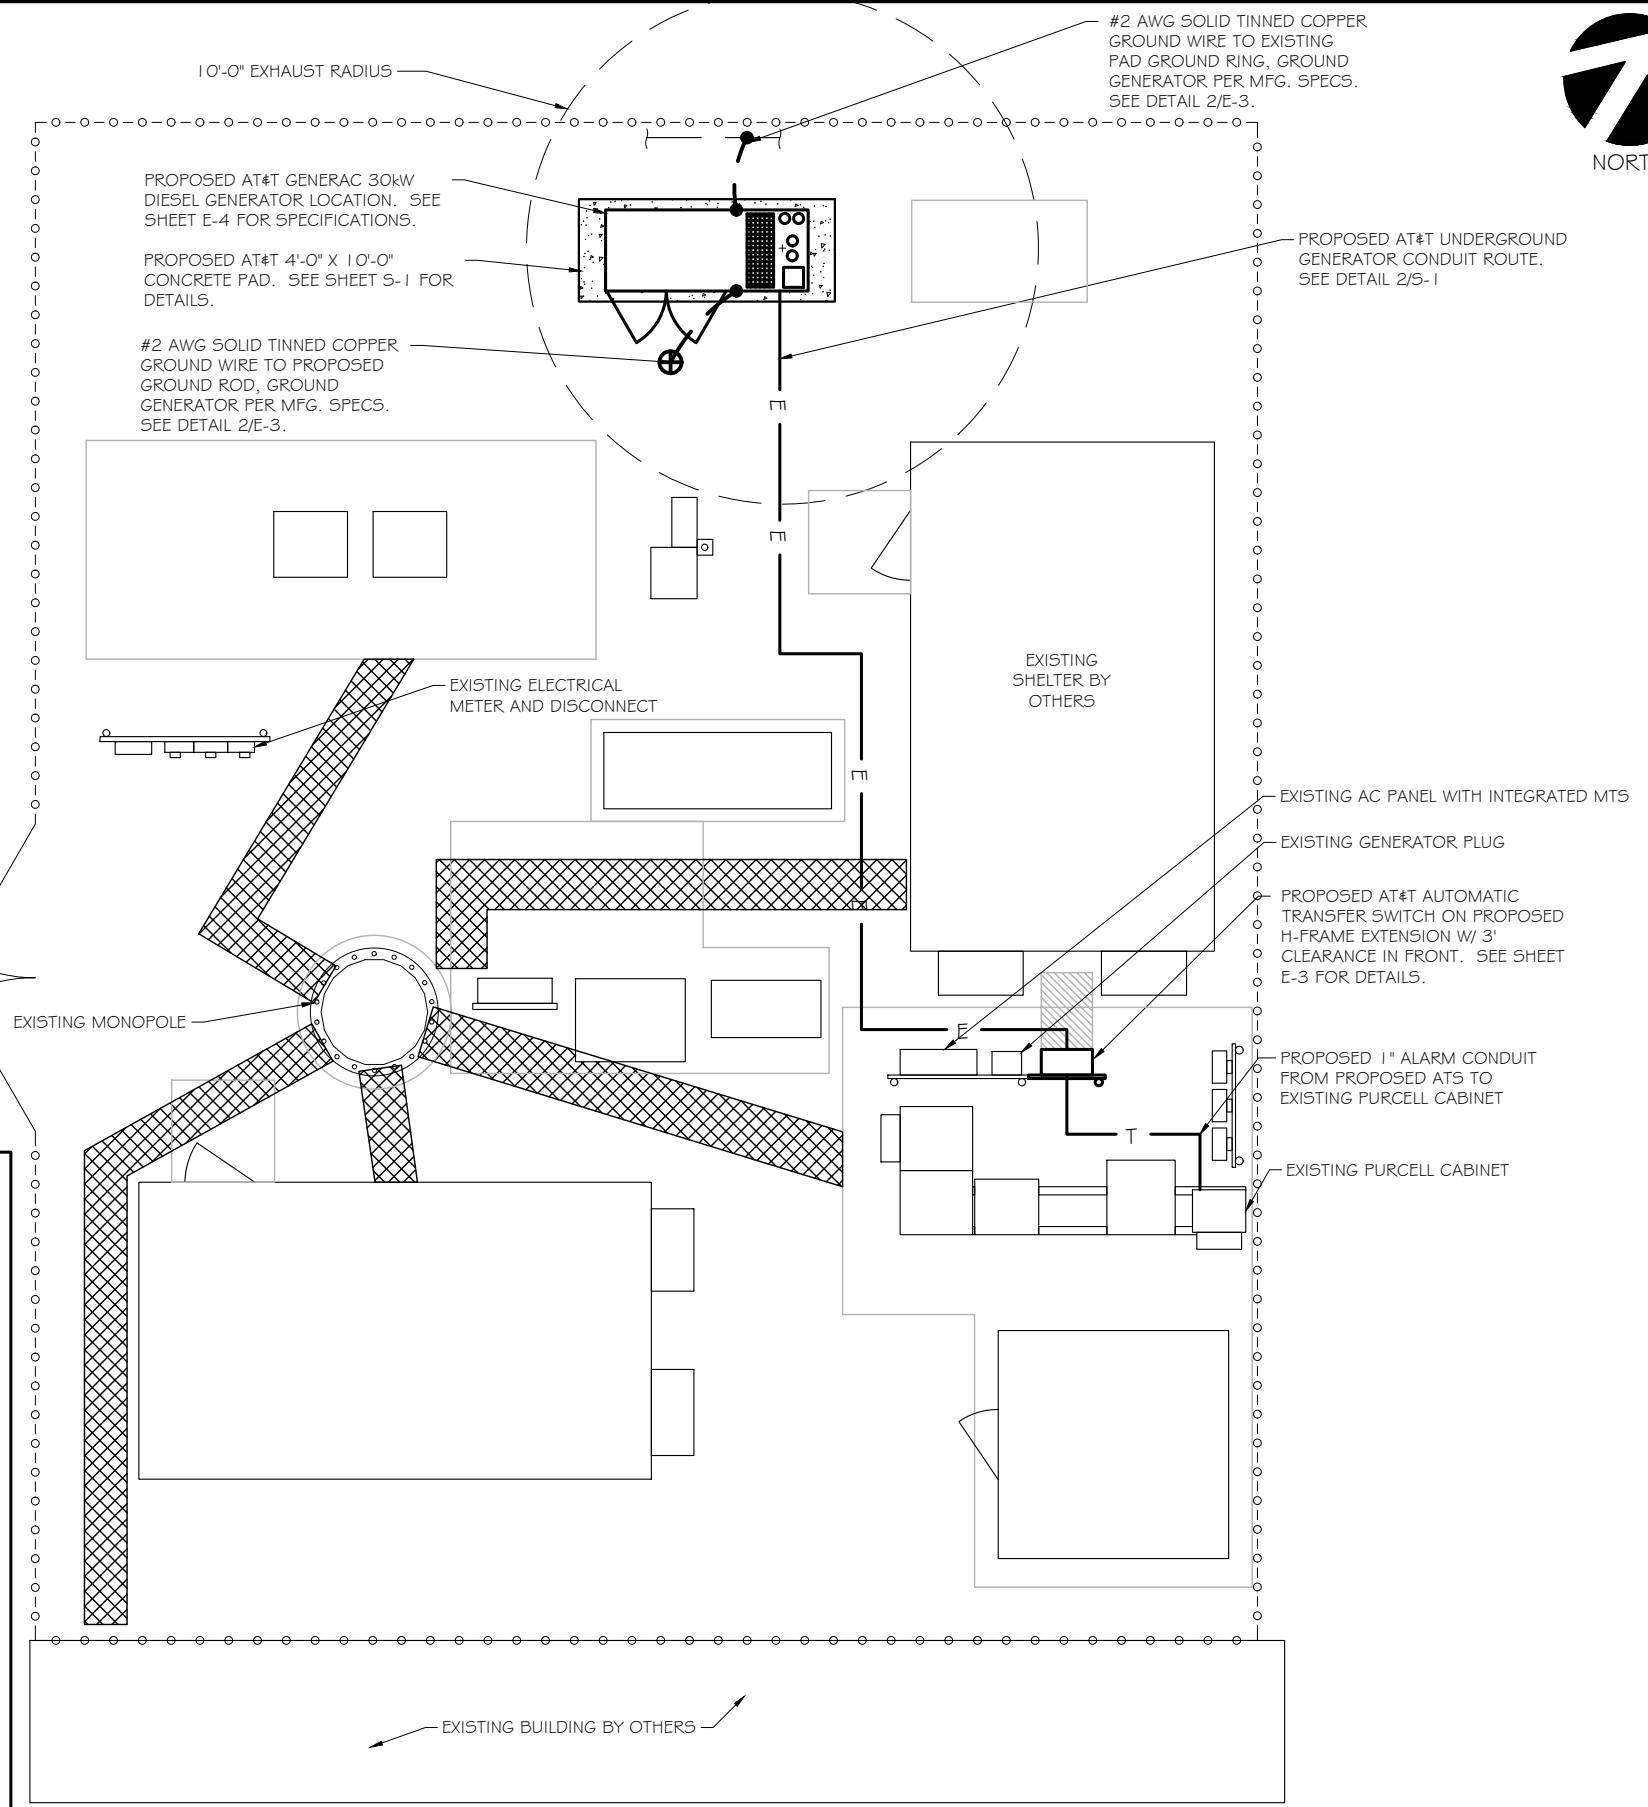 #2 AWG SOLID TINNED COPPER
GROUND WIRE TO EXISTING
PAD GROUND RING, GROUND
GENERATOR PER MFG. SPECS.
SEE DETAIL 2/E-3.
10'-0" EXHAUST RADIUS
NORT
PROPOSED AT&T GENERAC 30kW
DIESEL GENERATOR LOCATION. SEE
SHEET E-4 FOR SPECIFICATIONS.
PROPOSED AT&T 4'-0" X 10'-0"
CONCRETE PAD. SEE SHEET S-1 FOR
DETAILS.
PROPOSED AT&T UNDERGROUND
GENERATOR CONDUIT ROUTE.
SEE DETAIL 2/S-1
#2 AWG SOLID TINNED COPPER
GROUND WIRE TO PROPOSED
GROUND ROD, GROUND
GENERATOR PER MFG. SPECS.
SEE DETAIL 2/E-3.
E
E
EXISTING
SHELTER BY
OTHERS
EXISTING ELECTRICAL
METER AND DISCONNECT
E
EXISTING AC PANEL WITH INTEGRATED MTS
EXISTING GENERATOR PLUG
E
PROPOSED AT&T AUTOMATIC
TRANSFER SWITCH ON PROPOSED
H-FRAME EXTENSION W/ 3'
CLEARANCE IN FRONT. SEE SHEET
E-3 FOR DETAILS.
EXISTING MONOPOLE
E
PROPOSED 1" ALARM CONDUIT
FROM PROPOSED ATS TO
EXISTING PURCELL CABINET
T
EXISTING PURCELL CABINET
EXISTING BUILDING BY OTHERS